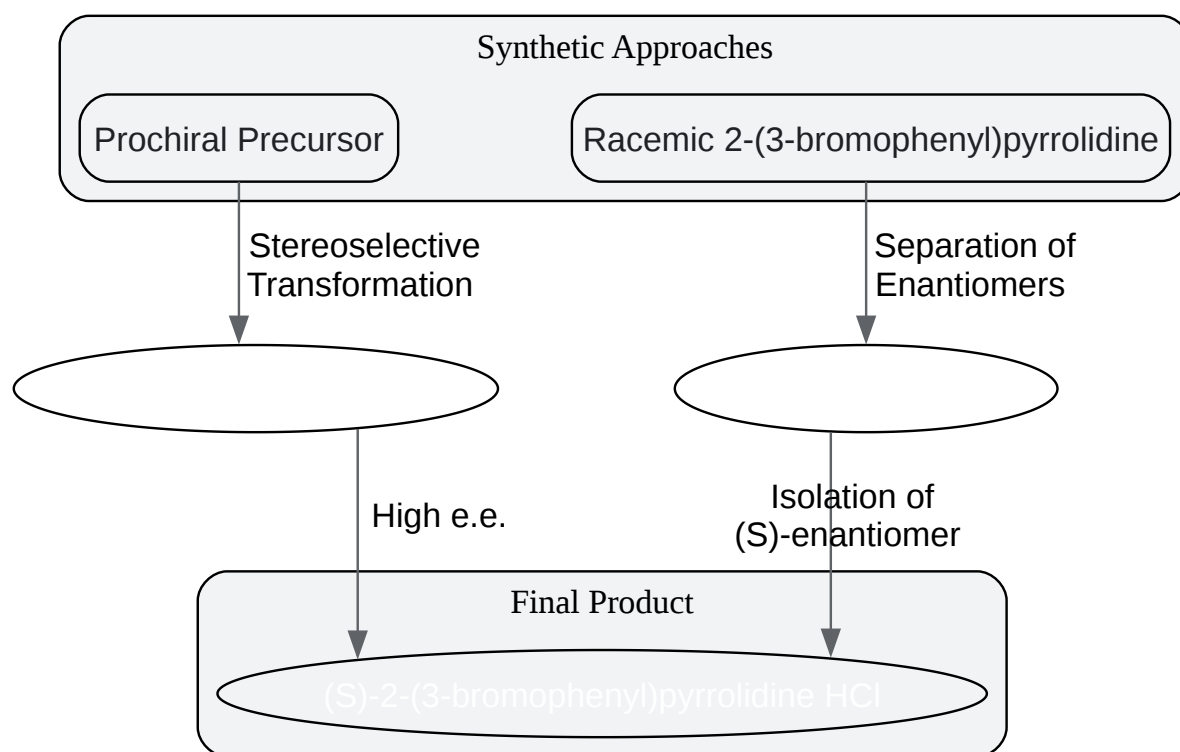 Synthetic Approaches
Prochiral Precursor
Racemic 2-(3-bromophenyl)pyrrolidine
Stereoselective
Transformation
Separation of
Enantiomers
High e.e.
Isolation of
(S)-enantiomer
Final Product
(S)-2-(3-bromophenyl)pyrrolidine HCl